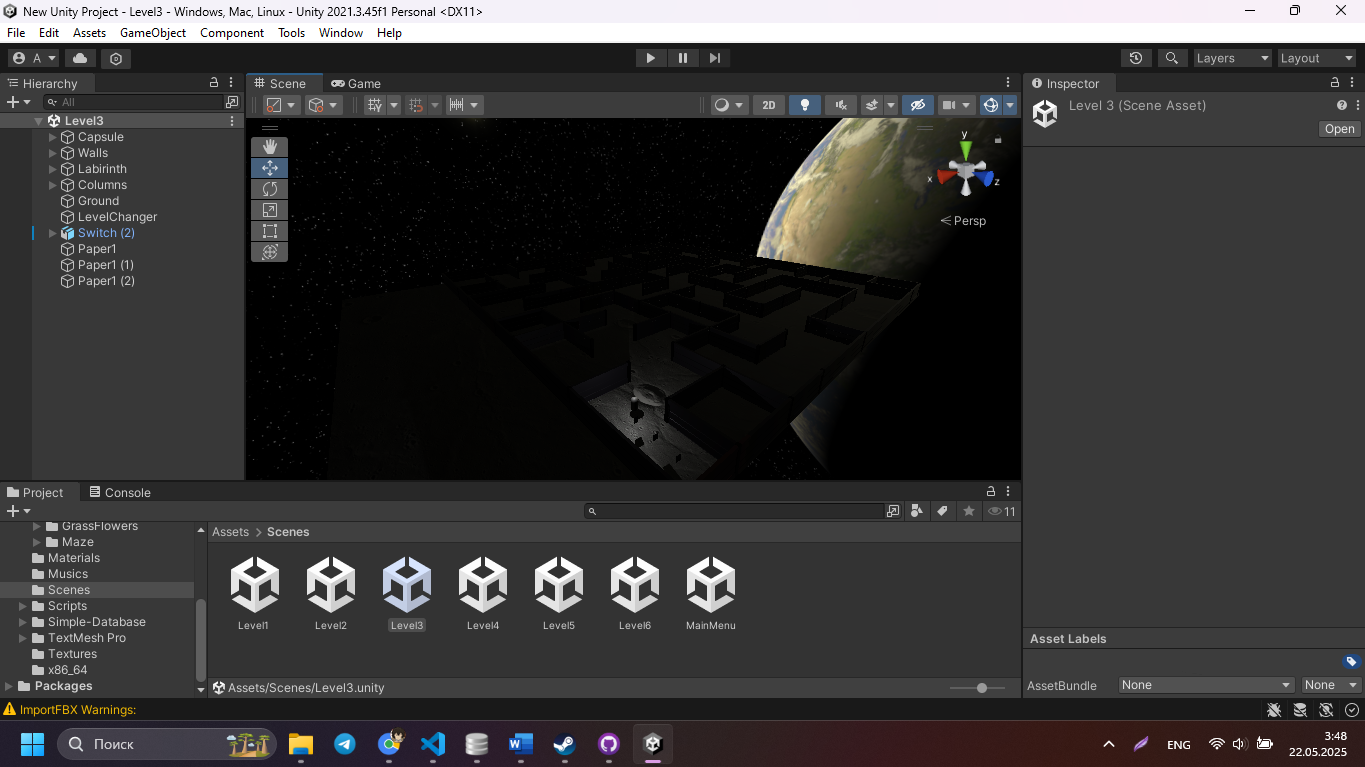 New Unity Project - Level3 - Windows, Mac, Linux - Unity 2021.3.45f1 Personal <DX11>
File Edit Assets GameObject Component Tools Window Help
A Layers Layout
Hierarchy
All
Level3
Capsule
Walls
Labirinth
Columns
Ground
LevelChanger
Switch (2)
Paper1
Paper1 (1)
Paper1 (2)
Scene Game
2D
y
x
z
Persp
Inspector
Level 3 (Scene Asset)
Open
Project Console
11
GrassFlowers
Maze
Materials
Musics
Scenes
Scripts
Simple-Database
TextMesh Pro
Textures
x86_64
Packages
Assets > Scenes
Level1 Level2 Level3 Level4 Level5 Level6 MainMenu
Assets/Scenes/Level3.unity
Asset Labels
AssetBundle None None
ImportFBX Warnings:
Поиск
ENG
3:48
22.05.2025